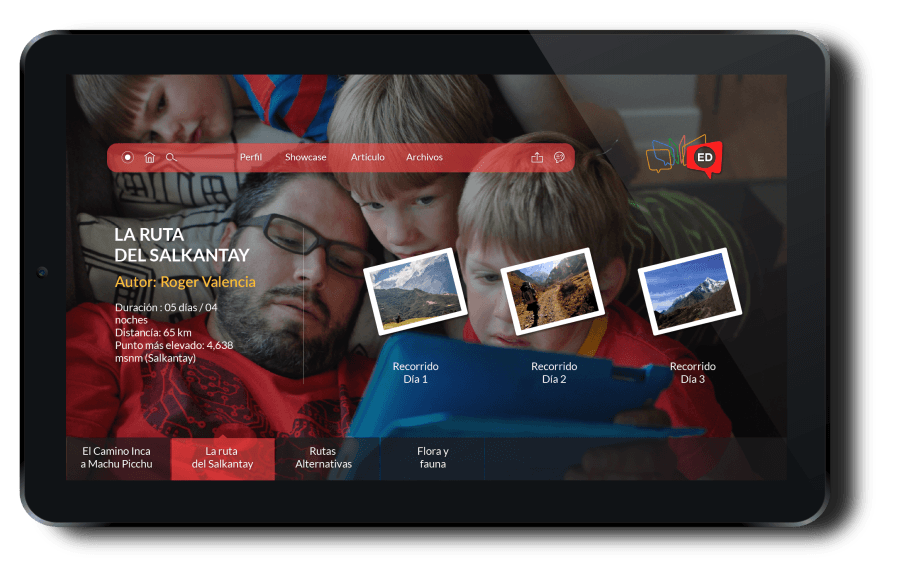 Perfil Showcase Artículo Archivos
ED
LA RUTA
DEL SALKANTAY
Autor: Roger Valencia
Duración : 05 días / 04
noches
Distancía: 65 km
Punto más elevado: 4,638
msnm (Salkantay)
Recorrido
Día 1
Recorrido
Día 2
Recorrido
Día 3
El Camino Inca
a Machu Picchu
La ruta
del Salkantay
Rutas
Alternativas
Flora y
fauna